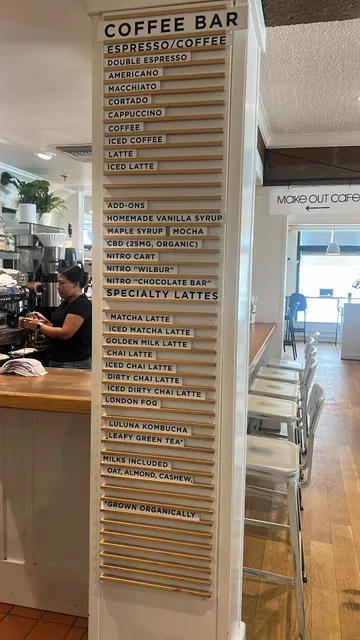 COFFEE BAR
ESPRESSO/COFFEE
DOUBLE ESPRESSO
AMERICANO
MACCHIATO
CORTADO
CAPPUCCINO
COFFEE
ICED COFFEE
LATTE
ICED LATTE
ADD-ONS
HOMEMADE VANILLA SYRUP
MAPLE SYRUP MOCHA
CBD (25MG, ORGANIC)
NITRO CART
NITRO "WILBUR"
NITRO "CHOCOLATE BAR"
SPECIALTY LATTES
MATCHA LATTE
ICED MATCHA LATTE
GOLDEN MILK LATTE
CHAI LATTE
ICED CHAI LATTE
DIRTY CHAI LATTE
ICED DIRTY CHAI LATTE
LONDON FOG
LULUNA KOMBUCHA
LEAFY GREEN TEA*
MILKS INCLUDED
OAT, ALMOND, CASHEW,
*GROWN ORGANICALLY
MAKE OUT CAFE
←